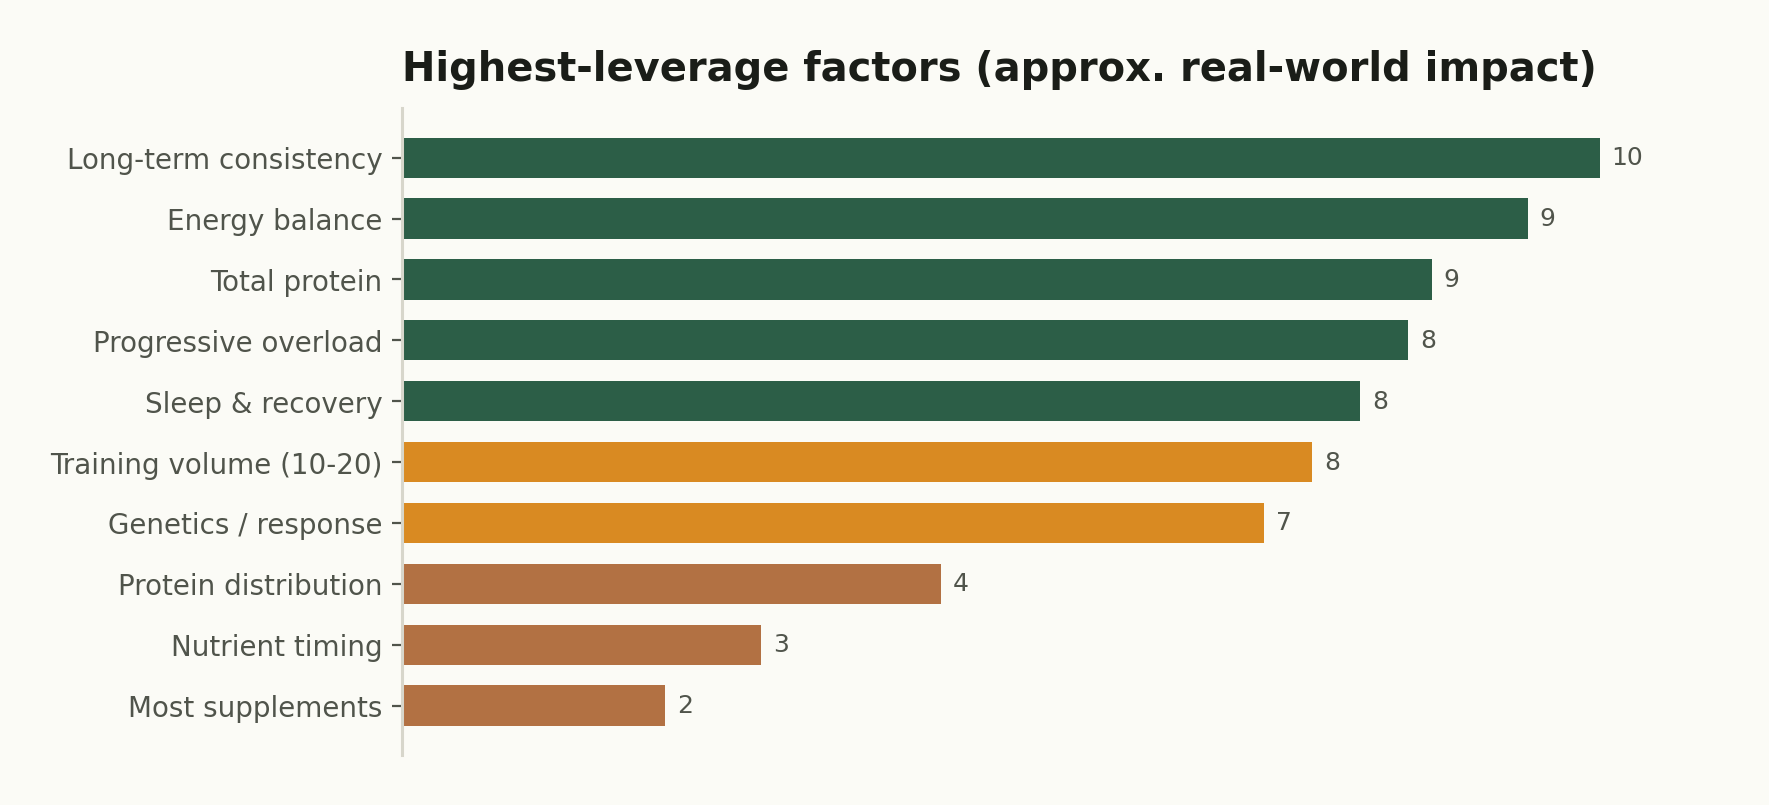 Highest-leverage factors (approx. real-world impact)
Long-term consistency 10
Energy balance 9
Total protein 9
Progressive overload 8
Sleep & recovery 8
Training volume (10-20) 8
Genetics / response 7
Protein distribution 4
Nutrient timing 3
Most supplements 2